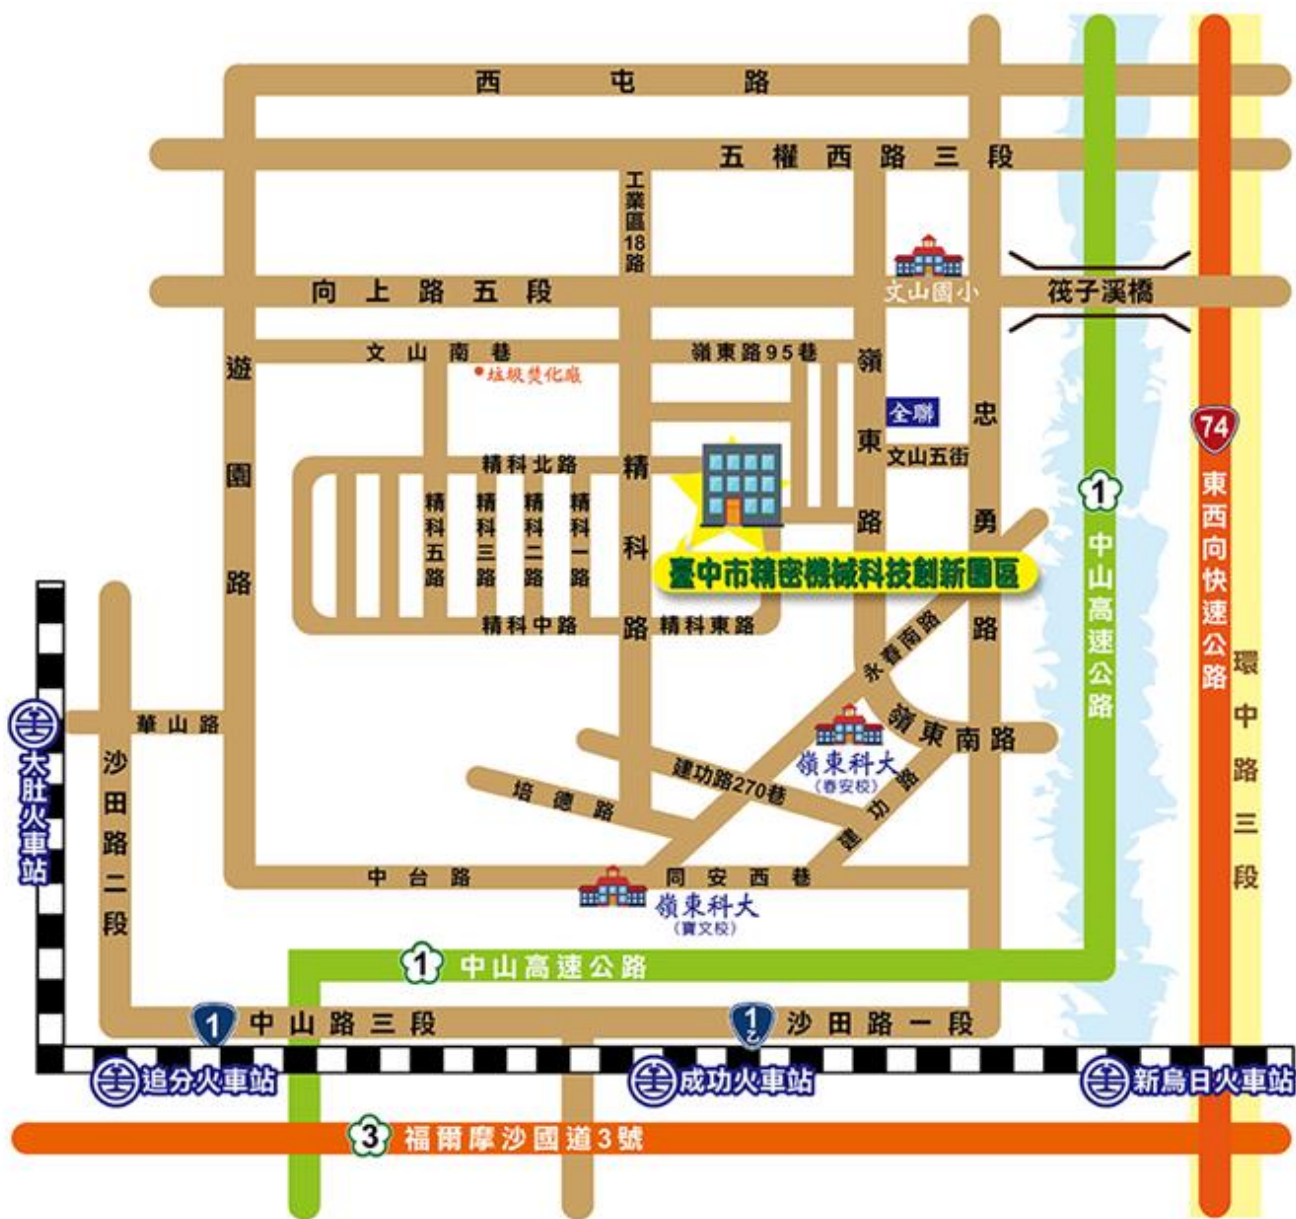 西屯路
五權西路三段
工業區18路
文山國小
向上路五段
筏子溪橋
文山南巷
嶺東路95巷
垃圾焚化廠
遊園路
嶺東路
全聯
忠勇路
74
文山五街
精科北路
精科路
1
東西向快速公路
中山高速公路
精科五路
精科三路
精科二路
精科一路
臺中市精密機械科技創新園區
精科中路
精科東路
永春南路
環中路三段
華山路
嶺東南路
大肚火車站
沙田路二段
嶺東科大
(春安校)
建功路270巷
培德路
建功路
中台路
同安西巷
嶺東科大
(寶文校)
1
中山高速公路
1
中山路三段
1乙
沙田路一段
追分火車站
成功火車站
新烏日火車站
3
福爾摩沙國道3號